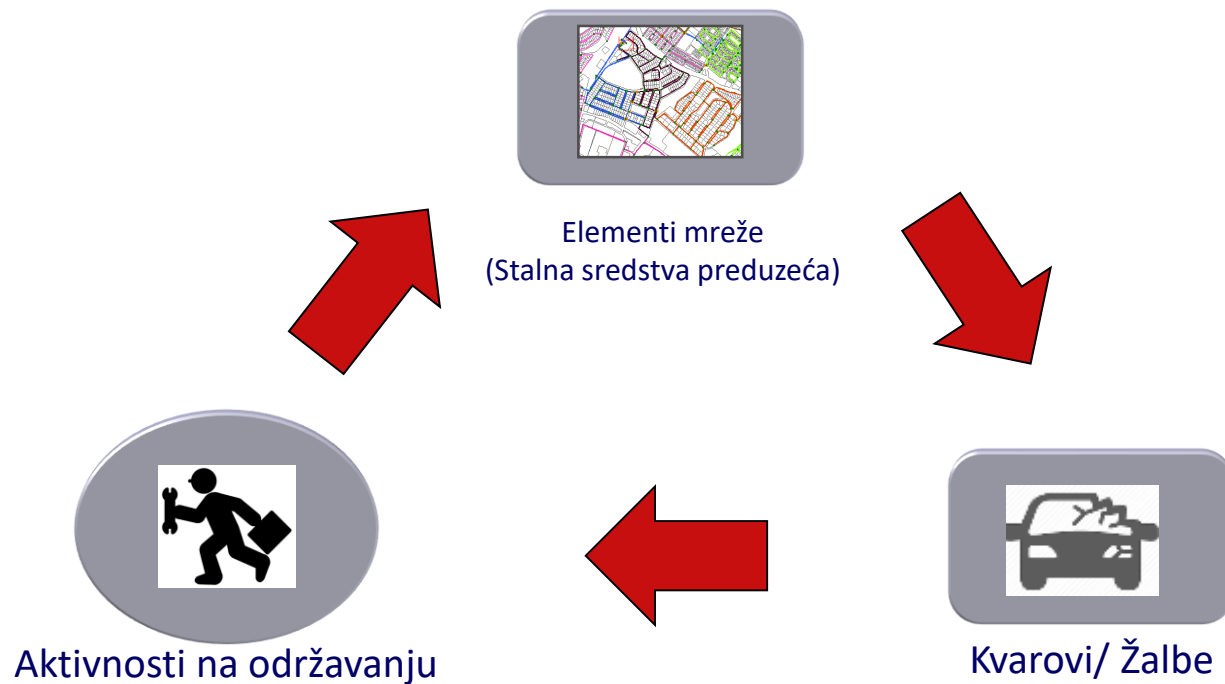 Elementi mreže
(Stalna sredstva preduzeća)
Aktivnosti na održavanju
Kvarovi/ Žalbe